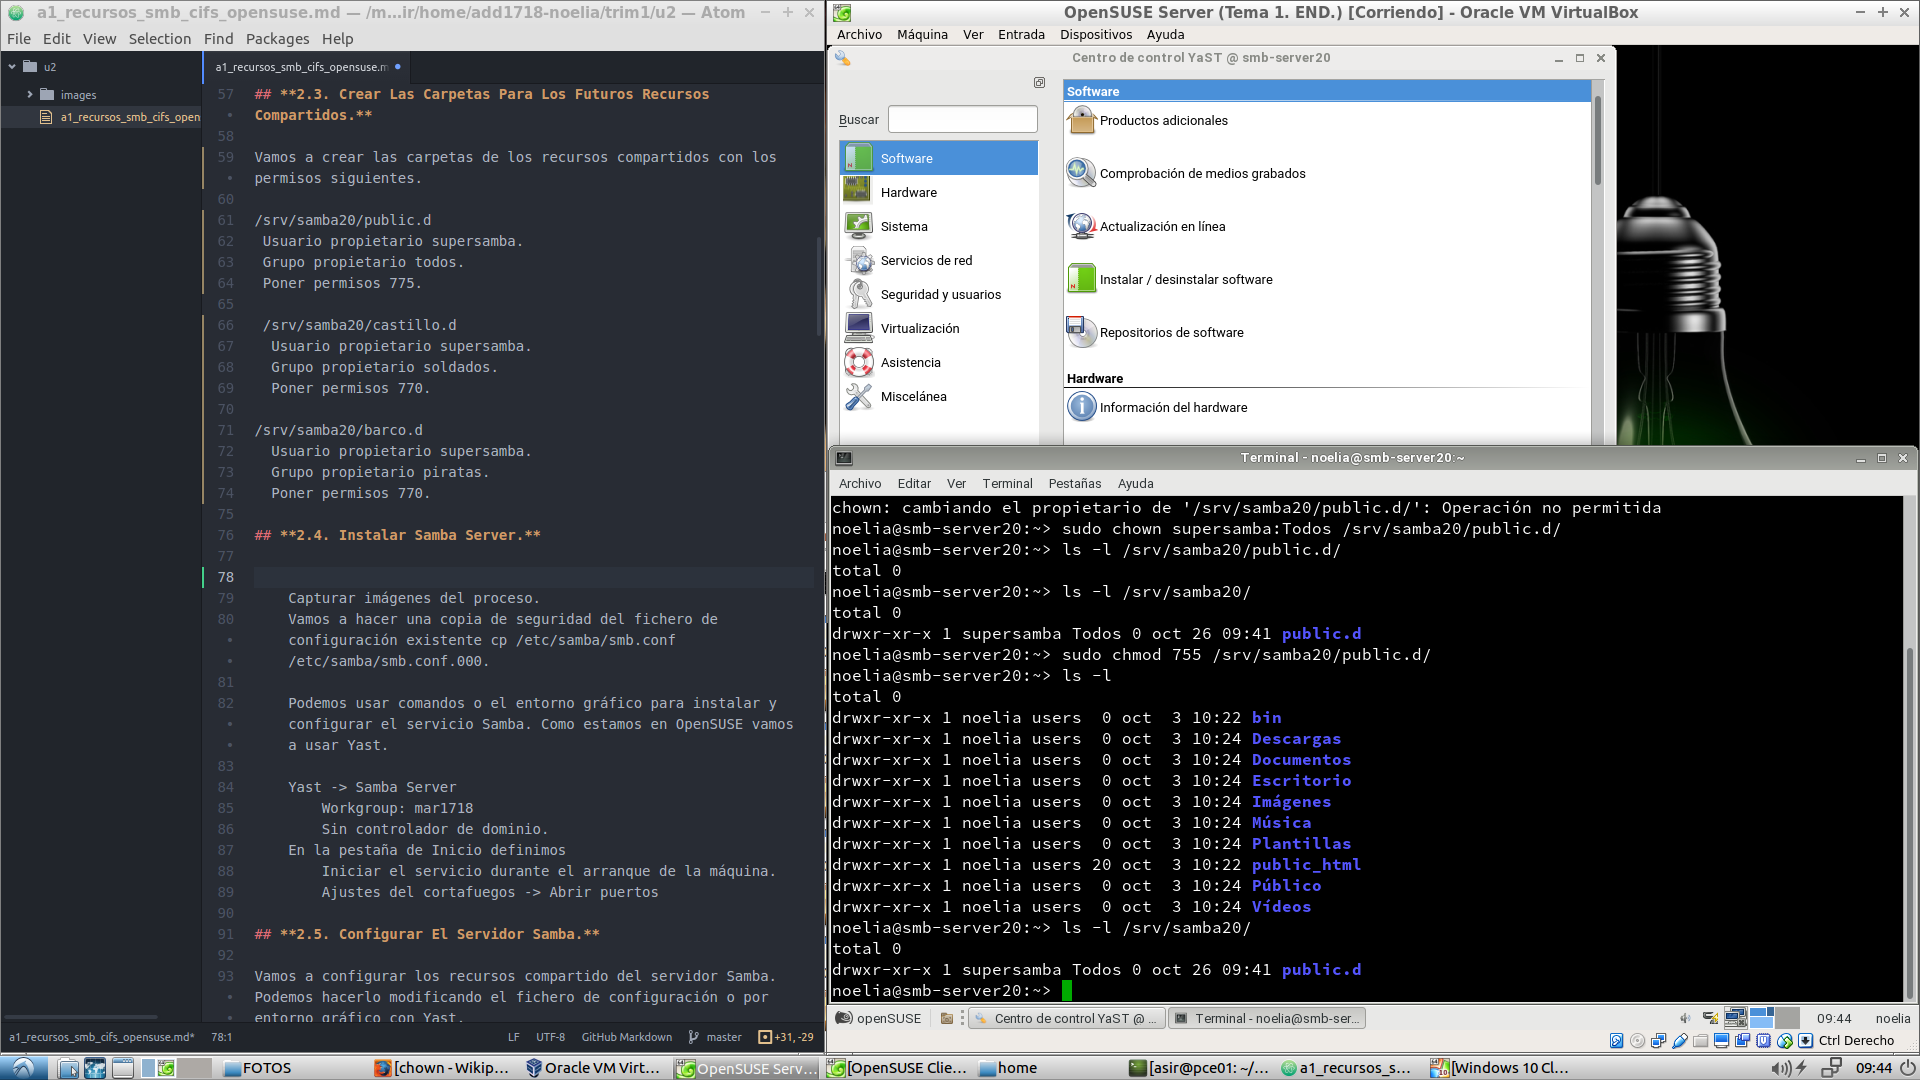 a1_recursos_smb_cifs_opensuse.md — /m...ir/home/add1718-noelia/trim1/u2 — Atom
File Edit View Selection Find Packages Help
u2
images
a1_recursos_smb_cifs_open
a1_recursos_smb_cifs_opensuse.m
57 ## **2.3. Crear Las Carpetas Para Los Futuros Recursos
Compartidos.**
58
59 Vamos a crear las carpetas de los recursos compartidos con los
permisos siguientes.
60
61 /srv/samba20/public.d
62 Usuario propietario supersamba.
63 Grupo propietario todos.
64 Poner permisos 775.
65
66 /srv/samba20/castillo.d
67 Usuario propietario supersamba.
68 Grupo propietario soldados.
69 Poner permisos 770.
70
71 /srv/samba20/barco.d
72 Usuario propietario supersamba.
73 Grupo propietario piratas.
74 Poner permisos 770.
75
76 ## **2.4. Instalar Samba Server.**
77
78
79 Capturar imágenes del proceso.
80 Vamos a hacer una copia de seguridad del fichero de
configuración existente cp /etc/samba/smb.conf
/etc/samba/smb.conf.000.
81
82 Podemos usar comandos o el entorno gráfico para instalar y
configurar el servicio Samba. Como estamos en OpenSUSE vamos
a usar Yast.
83
84 Yast -> Samba Server
85 Workgroup: mar1718
86 Sin controlador de dominio.
87 En la pestaña de Inicio definimos
88 Iniciar el servicio durante el arranque de la máquina.
89 Ajustes del cortafuegos -> Abrir puertos
90
91 ## **2.5. Configurar El Servidor Samba.**
92
93 Vamos a configurar los recursos compartido del servidor Samba.
Podemos hacerlo modificando el fichero de configuración o por
entorno gráfico con Yast.
a1_recursos_smb_cifs_opensuse.md* 78:1 LF UTF-8 GitHub Markdown master +31, -29
OpenSUSE Server (Tema 1. END.) [Corriendo] - Oracle VM VirtualBox
Archivo Máquina Ver Entrada Dispositivos Ayuda
Centro de control YaST @ smb-server20
Buscar
Software
Hardware
Sistema
Servicios de red
Seguridad y usuarios
Virtualización
Asistencia
Miscelánea
Software
Productos adicionales
Comprobación de medios grabados
Actualización en línea
Instalar / desinstalar software
Repositorios de software
Hardware
Información del hardware
Terminal - noelia@smb-server20:~
Archivo Editar Ver Terminal Pestañas Ayuda
chown: cambiando el propietario de '/srv/samba20/public.d/': Operación no permitida
noelia@smb-server20:~> sudo chown supersamba:Todos /srv/samba20/public.d/
noelia@smb-server20:~> ls -l /srv/samba20/public.d/
total 0
noelia@smb-server20:~> ls -l /srv/samba20/
total 0
drwxr-xr-x 1 supersamba Todos 0 oct 26 09:41 public.d
noelia@smb-server20:~> sudo chmod 755 /srv/samba20/public.d/
noelia@smb-server20:~> ls -l
total 0
drwxr-xr-x 1 noelia users 0 oct 3 10:22 bin
drwxr-xr-x 1 noelia users 0 oct 3 10:24 Descargas
drwxr-xr-x 1 noelia users 0 oct 3 10:24 Documentos
drwxr-xr-x 1 noelia users 0 oct 3 10:24 Escritorio
drwxr-xr-x 1 noelia users 0 oct 3 10:24 Imágenes
drwxr-xr-x 1 noelia users 0 oct 3 10:24 Música
drwxr-xr-x 1 noelia users 0 oct 3 10:24 Plantillas
drwxr-xr-x 1 noelia users 20 oct 3 10:22 public_html
drwxr-xr-x 1 noelia users 0 oct 3 10:24 Público
drwxr-xr-x 1 noelia users 0 oct 3 10:24 Vídeos
noelia@smb-server20:~> ls -l /srv/samba20/
total 0
drwxr-xr-x 1 supersamba Todos 0 oct 26 09:41 public.d
noelia@smb-server20:~>
openSUSE Centro de control YaST @ ... Terminal - noelia@smb-ser... 09:44 noelia
Ctrl Derecho
FOTOS [chown - Wikip... Oracle VM Virt... OpenSUSE Serv... [OpenSUSE Clie... home [asir@pce01: ~/... a1_recursos_s... [Windows 10 Cl... 09:44